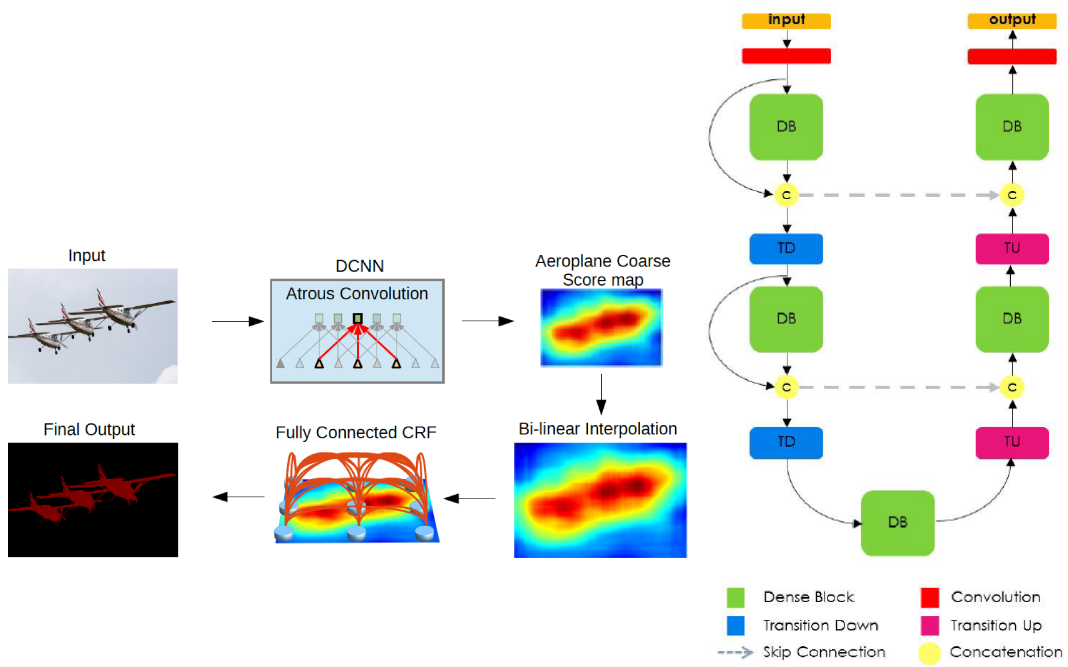 Input
DCNN
Atrous Convolution
Aeroplane Coarse
Score map
Final Output
Fully Connected CRF
Bi-linear Interpolation
input
output
DB
DB
C
C
TD
TU
DB
DB
C
C
TD
TU
DB
Dense Block
Convolution
Transition Down
Transition Up
Skip Connection
Concatenation